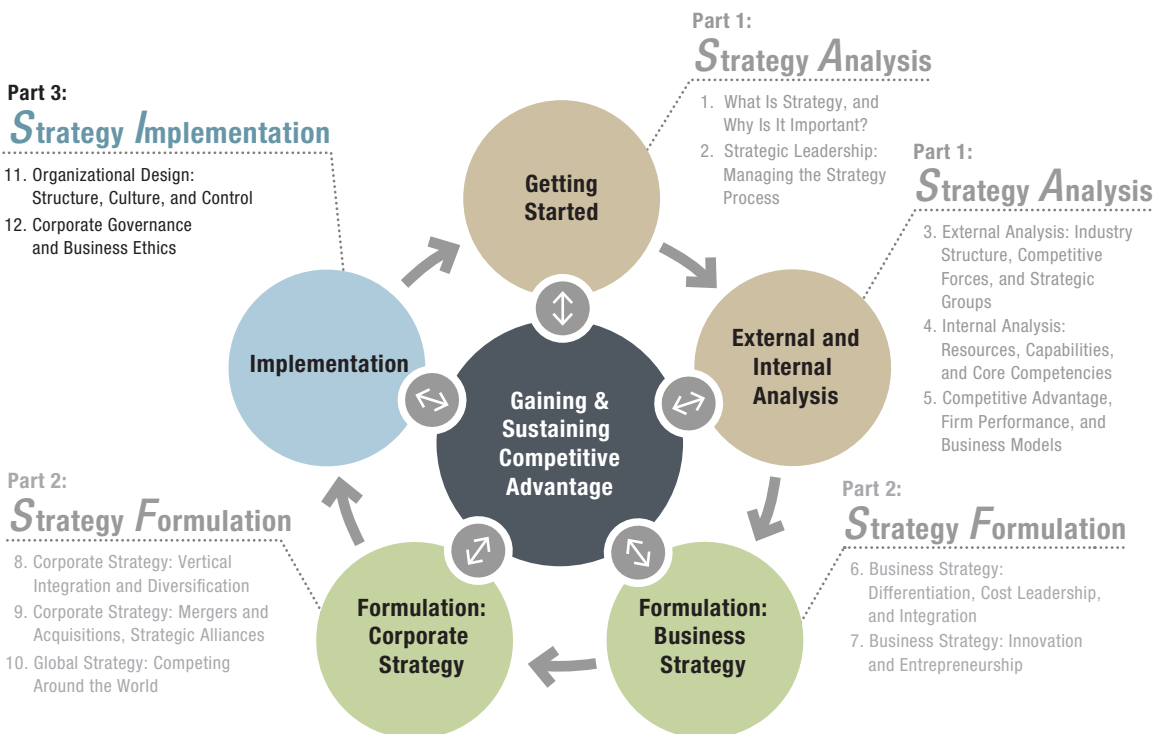 Part 1:
Strategy Analysis
1. What Is Strategy, and
Why Is It Important?
2. Strategic Leadership:
Managing the Strategy
Process
Part 1:
Strategy Analysis
3. External Analysis: Industry
Structure, Competitive
Forces, and Strategic
Groups
4. Internal Analysis:
Resources, Capabilities,
and Core Competencies
5. Competitive Advantage,
Firm Performance, and
Business Models
Part 2:
Strategy Formulation
6. Business Strategy:
Differentiation, Cost Leadership,
and Integration
7. Business Strategy: Innovation
and Entrepreneurship
Part 2:
Strategy Formulation
8. Corporate Strategy: Vertical
Integration and Diversification
9. Corporate Strategy: Mergers and
Acquisitions, Strategic Alliances
10. Global Strategy: Competing
Around the World
Part 3:
Strategy Implementation
11. Organizational Design:
Structure, Culture, and Control
12. Corporate Governance
and Business Ethics
Getting
Started
External and
Internal
Analysis
Formulation:
Business
Strategy
Formulation:
Corporate
Strategy
Implementation
Gaining &
Sustaining
Competitive
Advantage